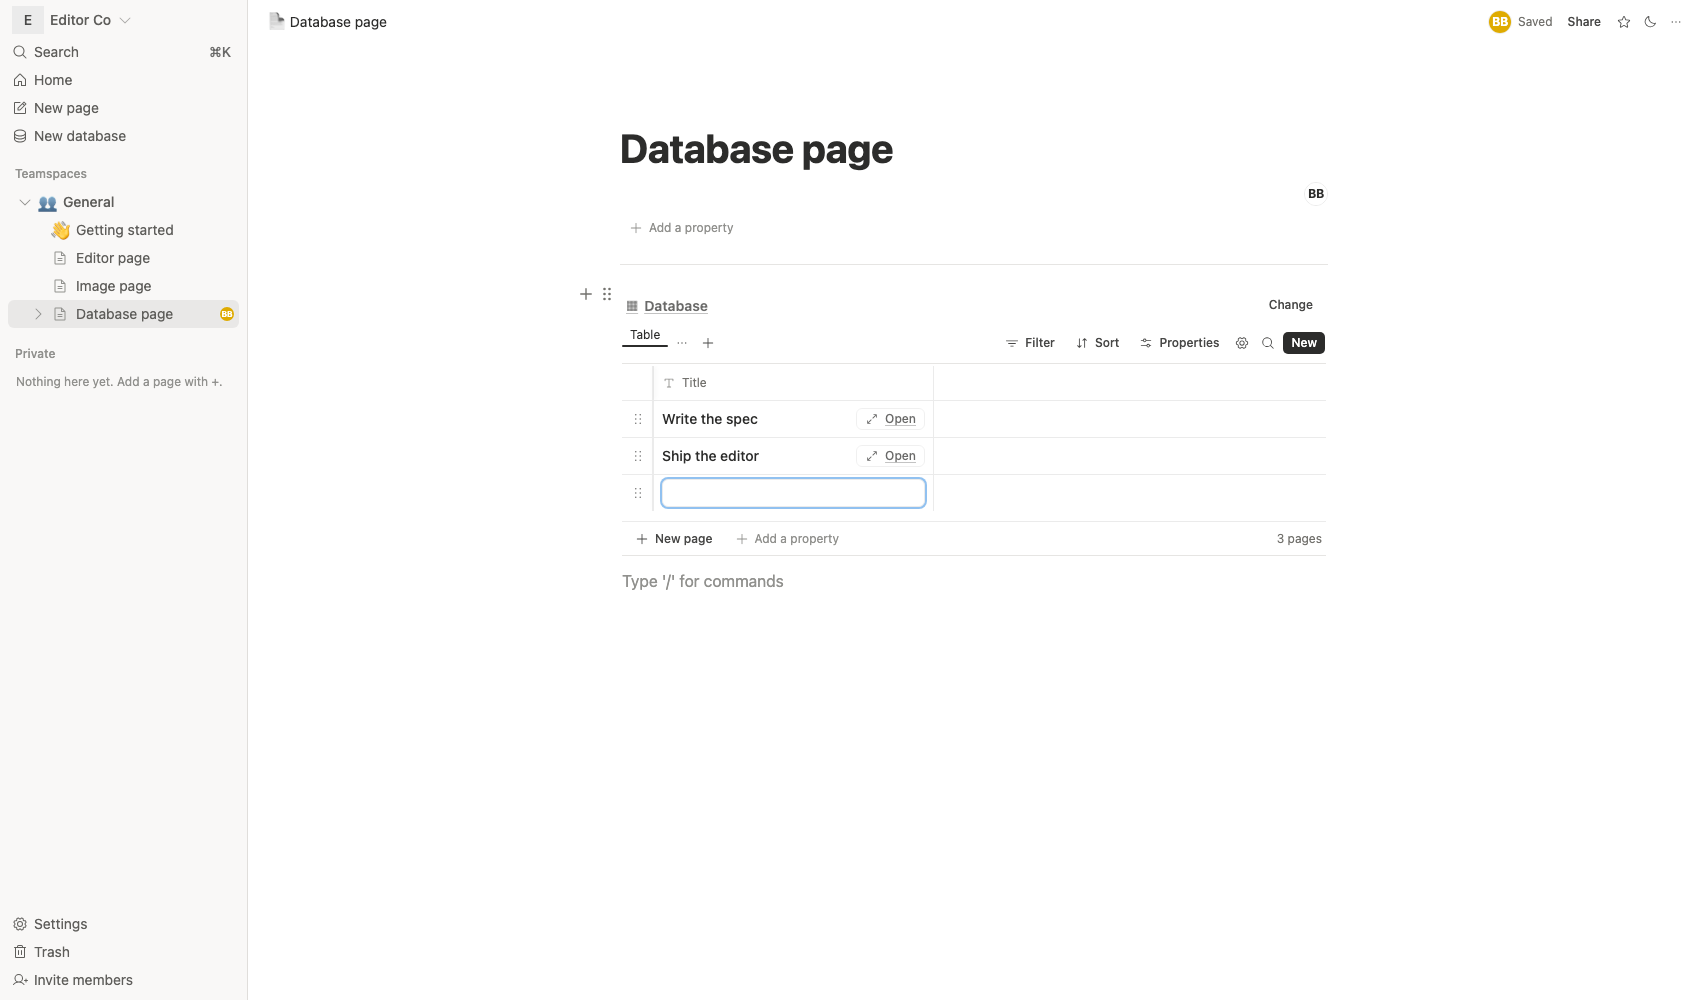 E Editor Co
Search ⌘K
Home
New page
New database
Teamspaces
General
Getting started
Editor page
Image page
Database page BB
Private
Nothing here yet. Add a page with +.
Settings
Trash
Invite members
Database page
BB Saved Share
Database page
BB
Add a property
Database Change
Table
Filter Sort Properties New
Title
Write the spec Open
Ship the editor Open
New page Add a property 3 pages
Type '/' for commands